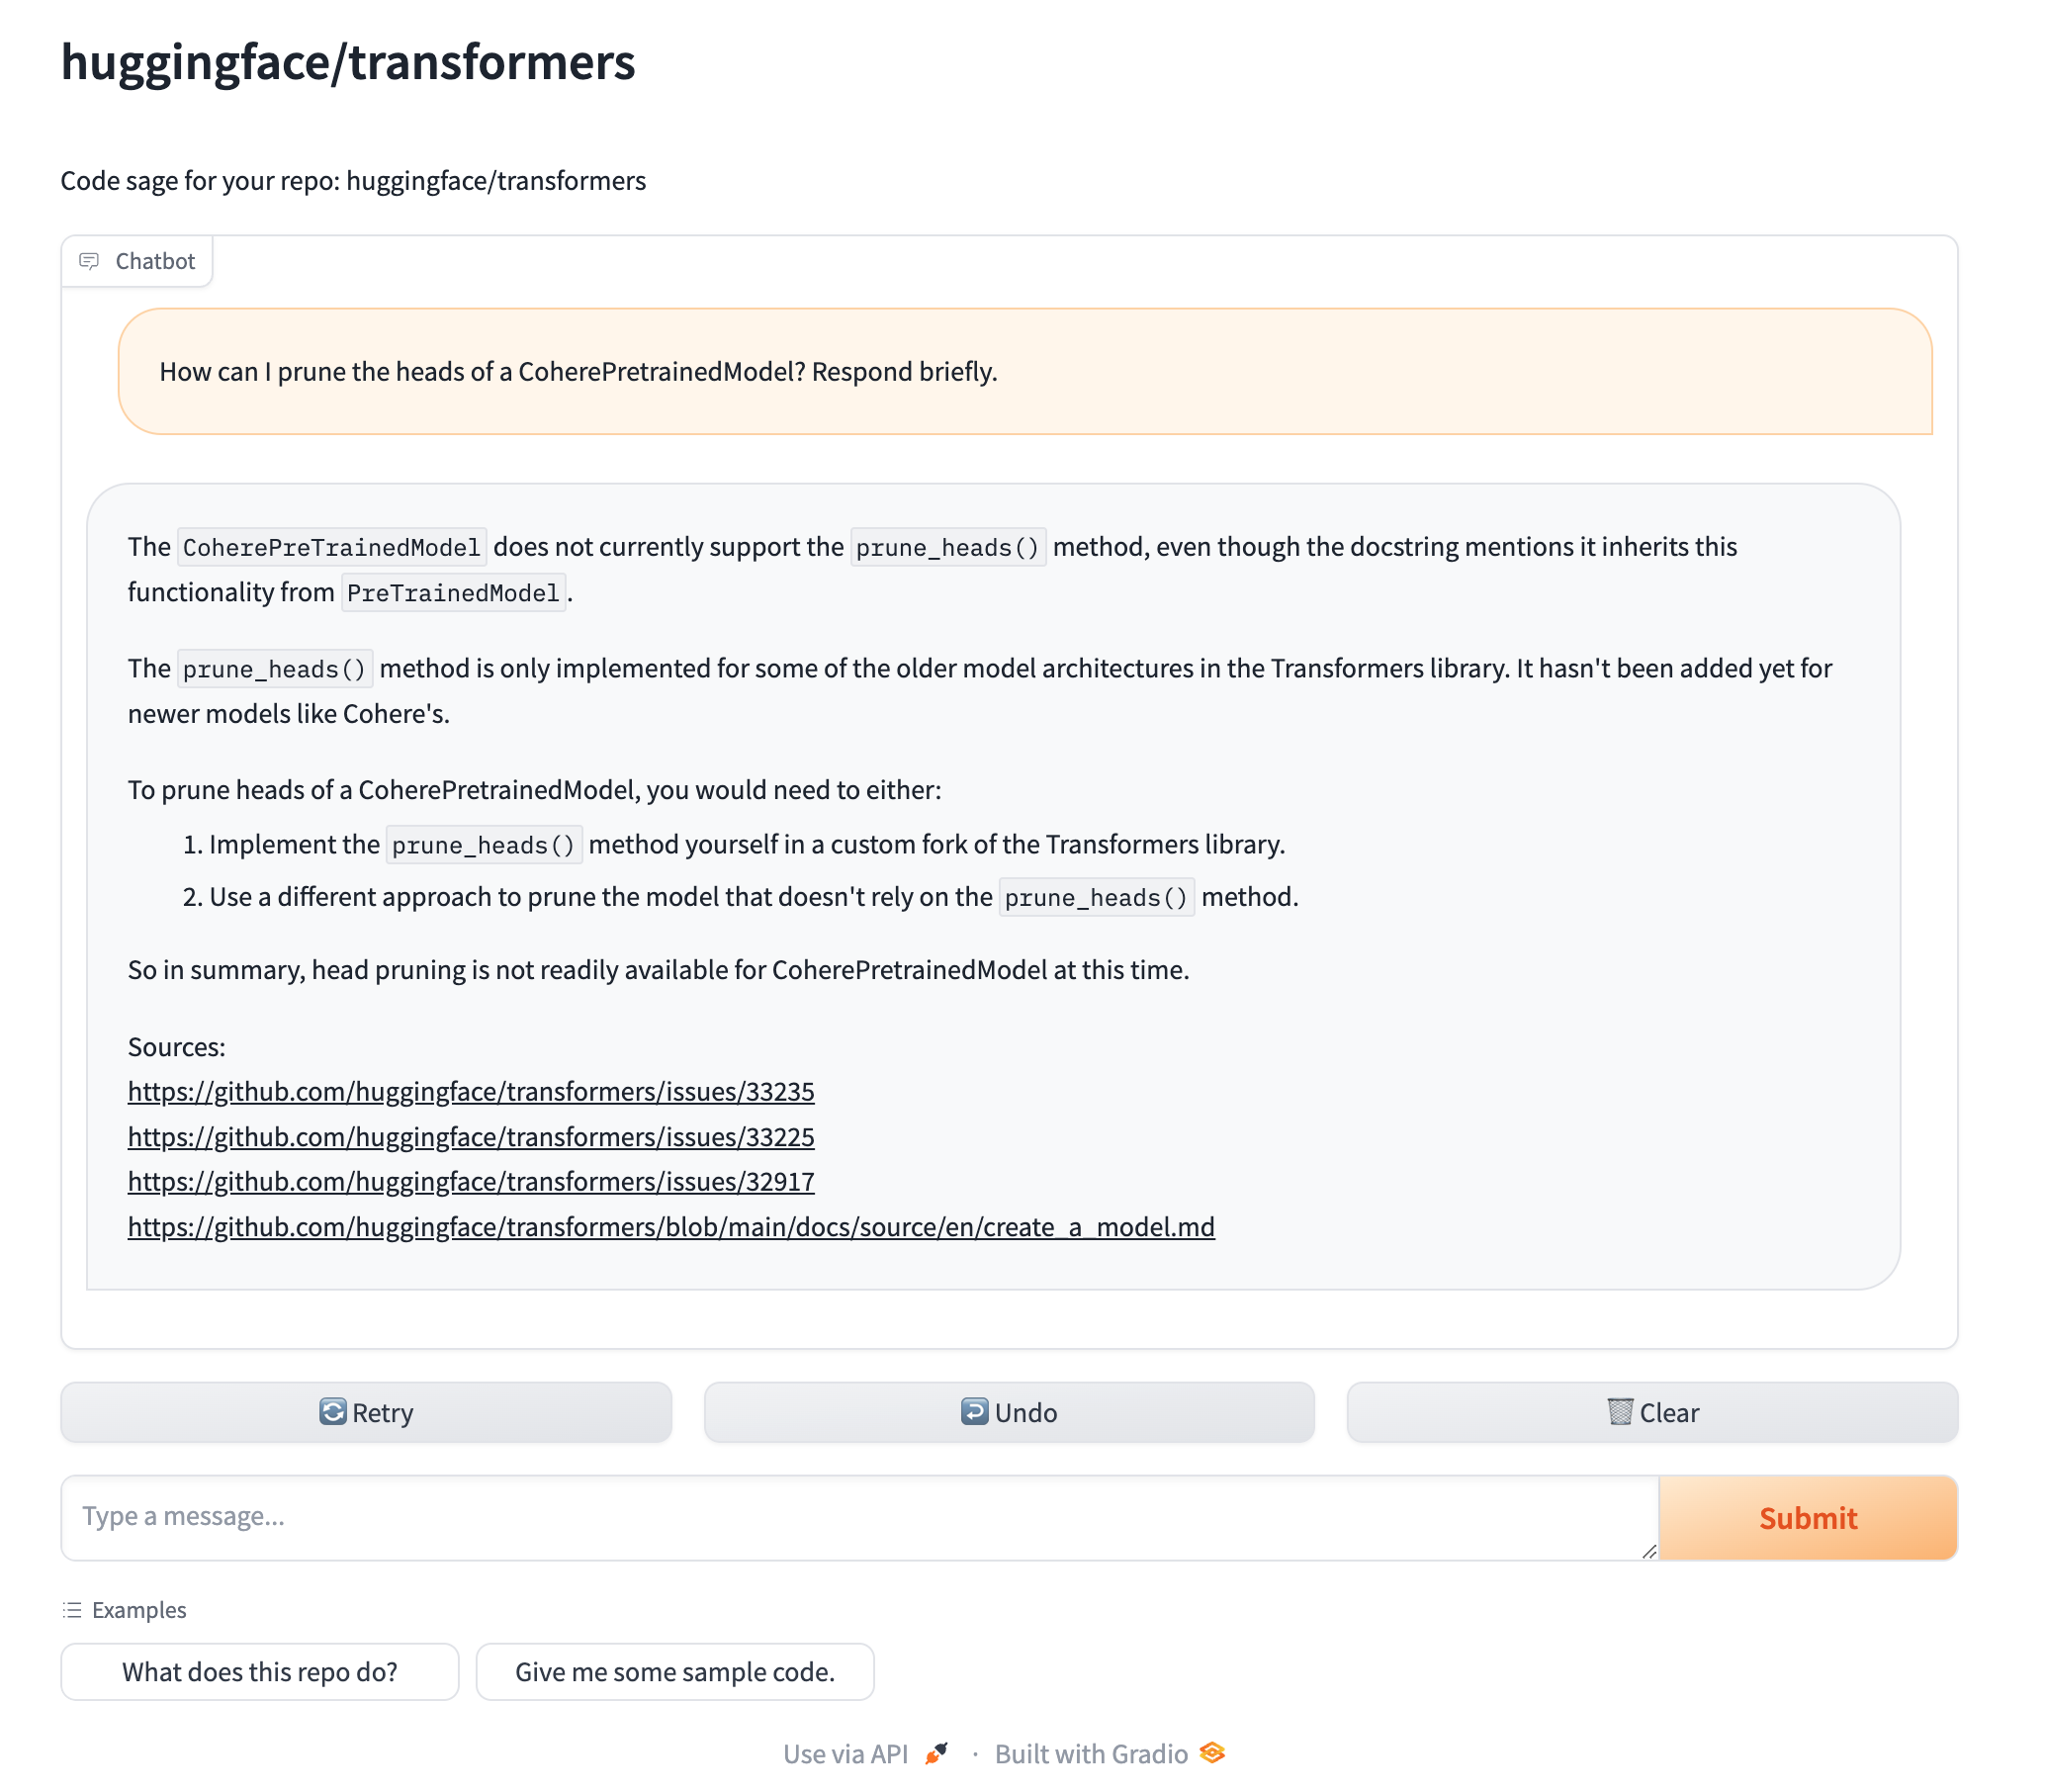 huggingface/transformers
Code sage for your repo: huggingface/transformers
Chatbot
How can I prune the heads of a CoherePretrainedModel? Respond briefly.
The CoherePreTrainedModel does not currently support the prune_heads() method, even though the docstring mentions it inherits this
functionality from PreTrainedModel.
The prune_heads() method is only implemented for some of the older model architectures in the Transformers library. It hasn't been added yet for
newer models like Cohere's.
To prune heads of a CoherePretrainedModel, you would need to either:
1. Implement the prune_heads() method yourself in a custom fork of the Transformers library.
2. Use a different approach to prune the model that doesn't rely on the prune_heads() method.
So in summary, head pruning is not readily available for CoherePretrainedModel at this time.
Sources:
https://github.com/huggingface/transformers/issues/33235
https://github.com/huggingface/transformers/issues/33225
https://github.com/huggingface/transformers/issues/32917
https://github.com/huggingface/transformers/blob/main/docs/source/en/create_a_model.md
Retry
Undo
Clear
Type a message...
Submit
Examples
What does this repo do?
Give me some sample code.
Use via API · Built with Gradio